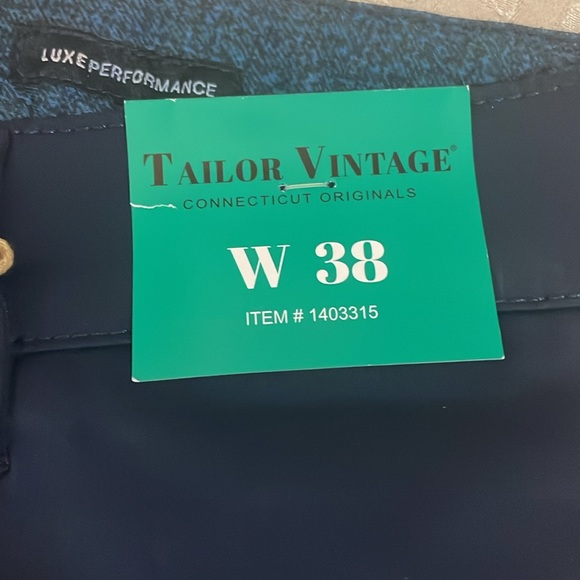 LUXEPERFORMANCE
TAILOR VINTAGE®
CONNECTICUT ORIGINALS
W 38
ITEM # 1403315